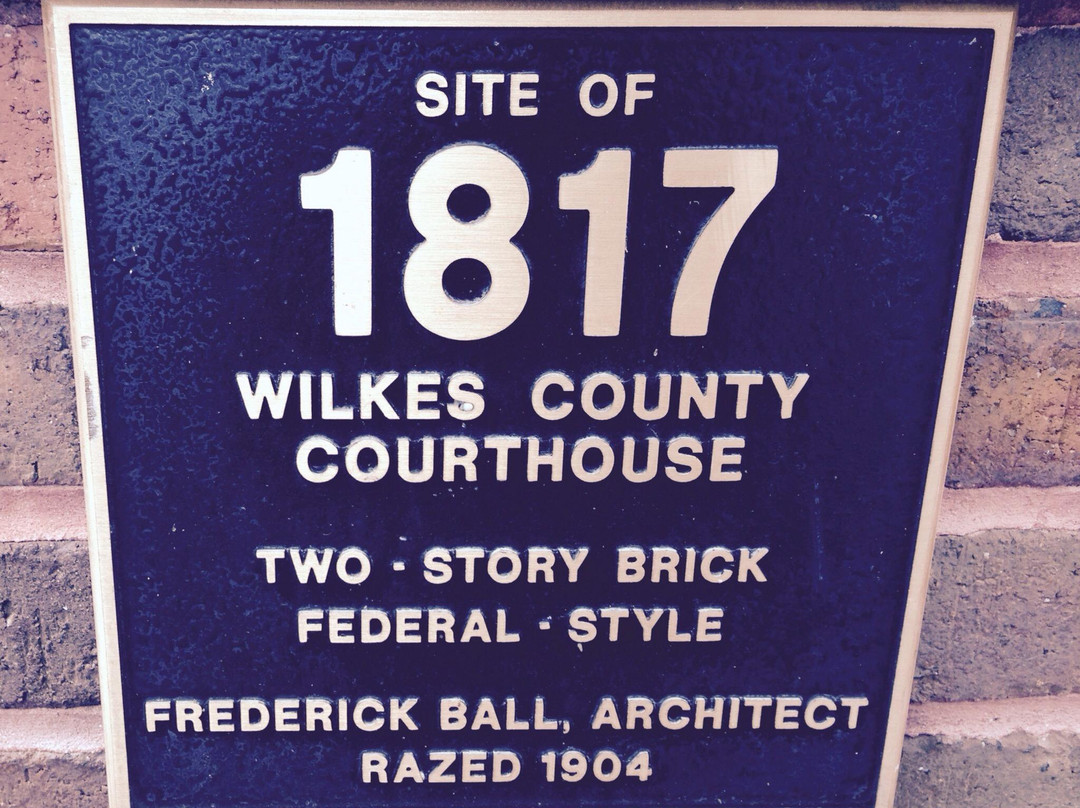 SITE OF
1817
WILKES COUNTY
COURTHOUSE
TWO - STORY BRICK
FEDERAL - STYLE
FREDERICK BALL, ARCHITECT
RAZED 1904